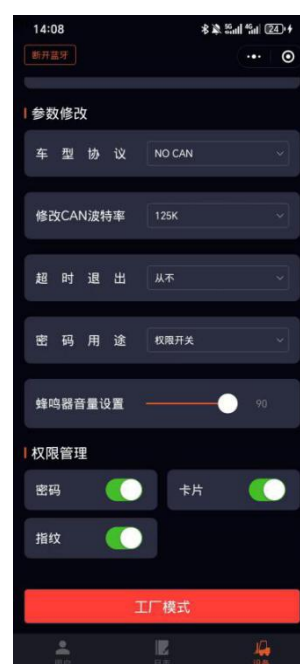 14:08
5G 4G 24
断开蓝牙
参数修改
车型协议 NO CAN
修改CAN波特率 125K
超时退出 从不
密码用途 权限开关
蜂鸣器音量设置 90
权限管理
密码 卡片
指纹
工厂模式
设备